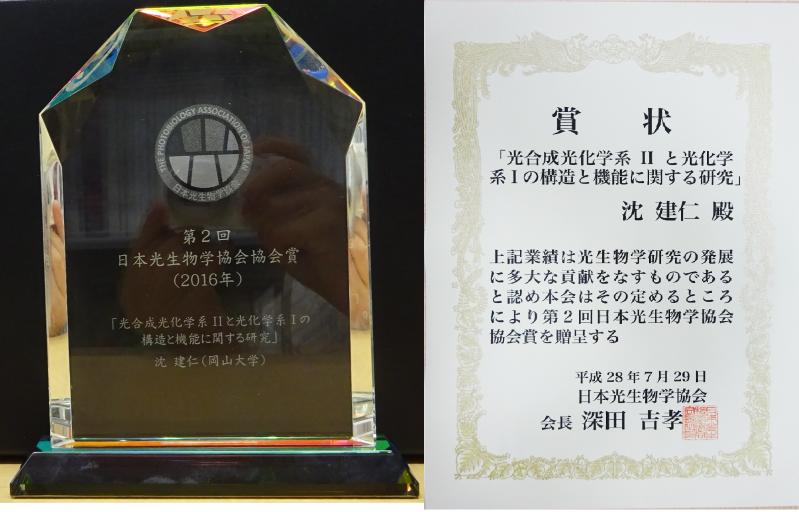 THE PHOTOBIOLOGY ASSOCIATION OF JAPAN
日本光生物学協会
第2回
日本光生物学協会協会賞
(2016年)
「光合成光化学系Ⅱと光化学系Ⅰの
構造と機能に関する研究」
沈 建仁(岡山大学)
賞 状
「光合成光化学系 Ⅱ と光化学
系Ⅰの構造と機能に関する研究」
沈 建仁 殿
上記業績は光生物学研究の発展
に多大な貢献をなすものである
と認め本会はその定めるところ
により第2回日本光生物学協会
協会賞を贈呈する
平成28年7月29日
日本光生物学協会
会長 深田 吉孝